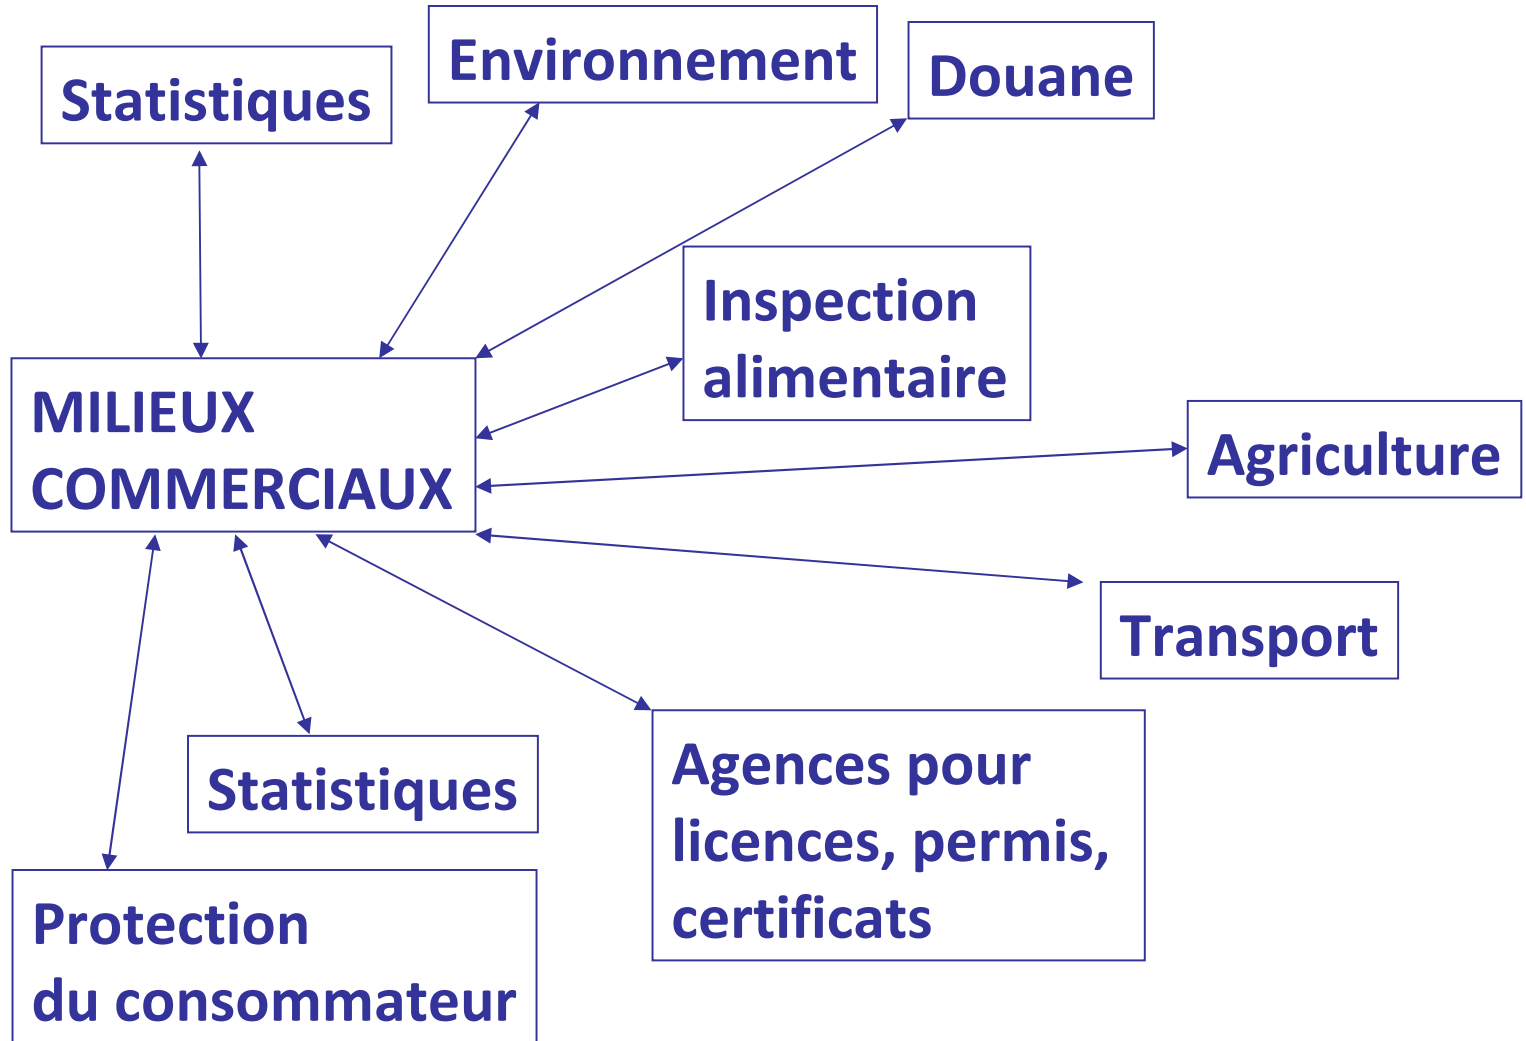 Environnement
Douane
Statistiques
Inspection
alimentaire
MILIEUX
COMMERCIAUX
Agriculture
Transport
Agences pour
licences, permis,
certificats
Statistiques
Protection
du consommateur